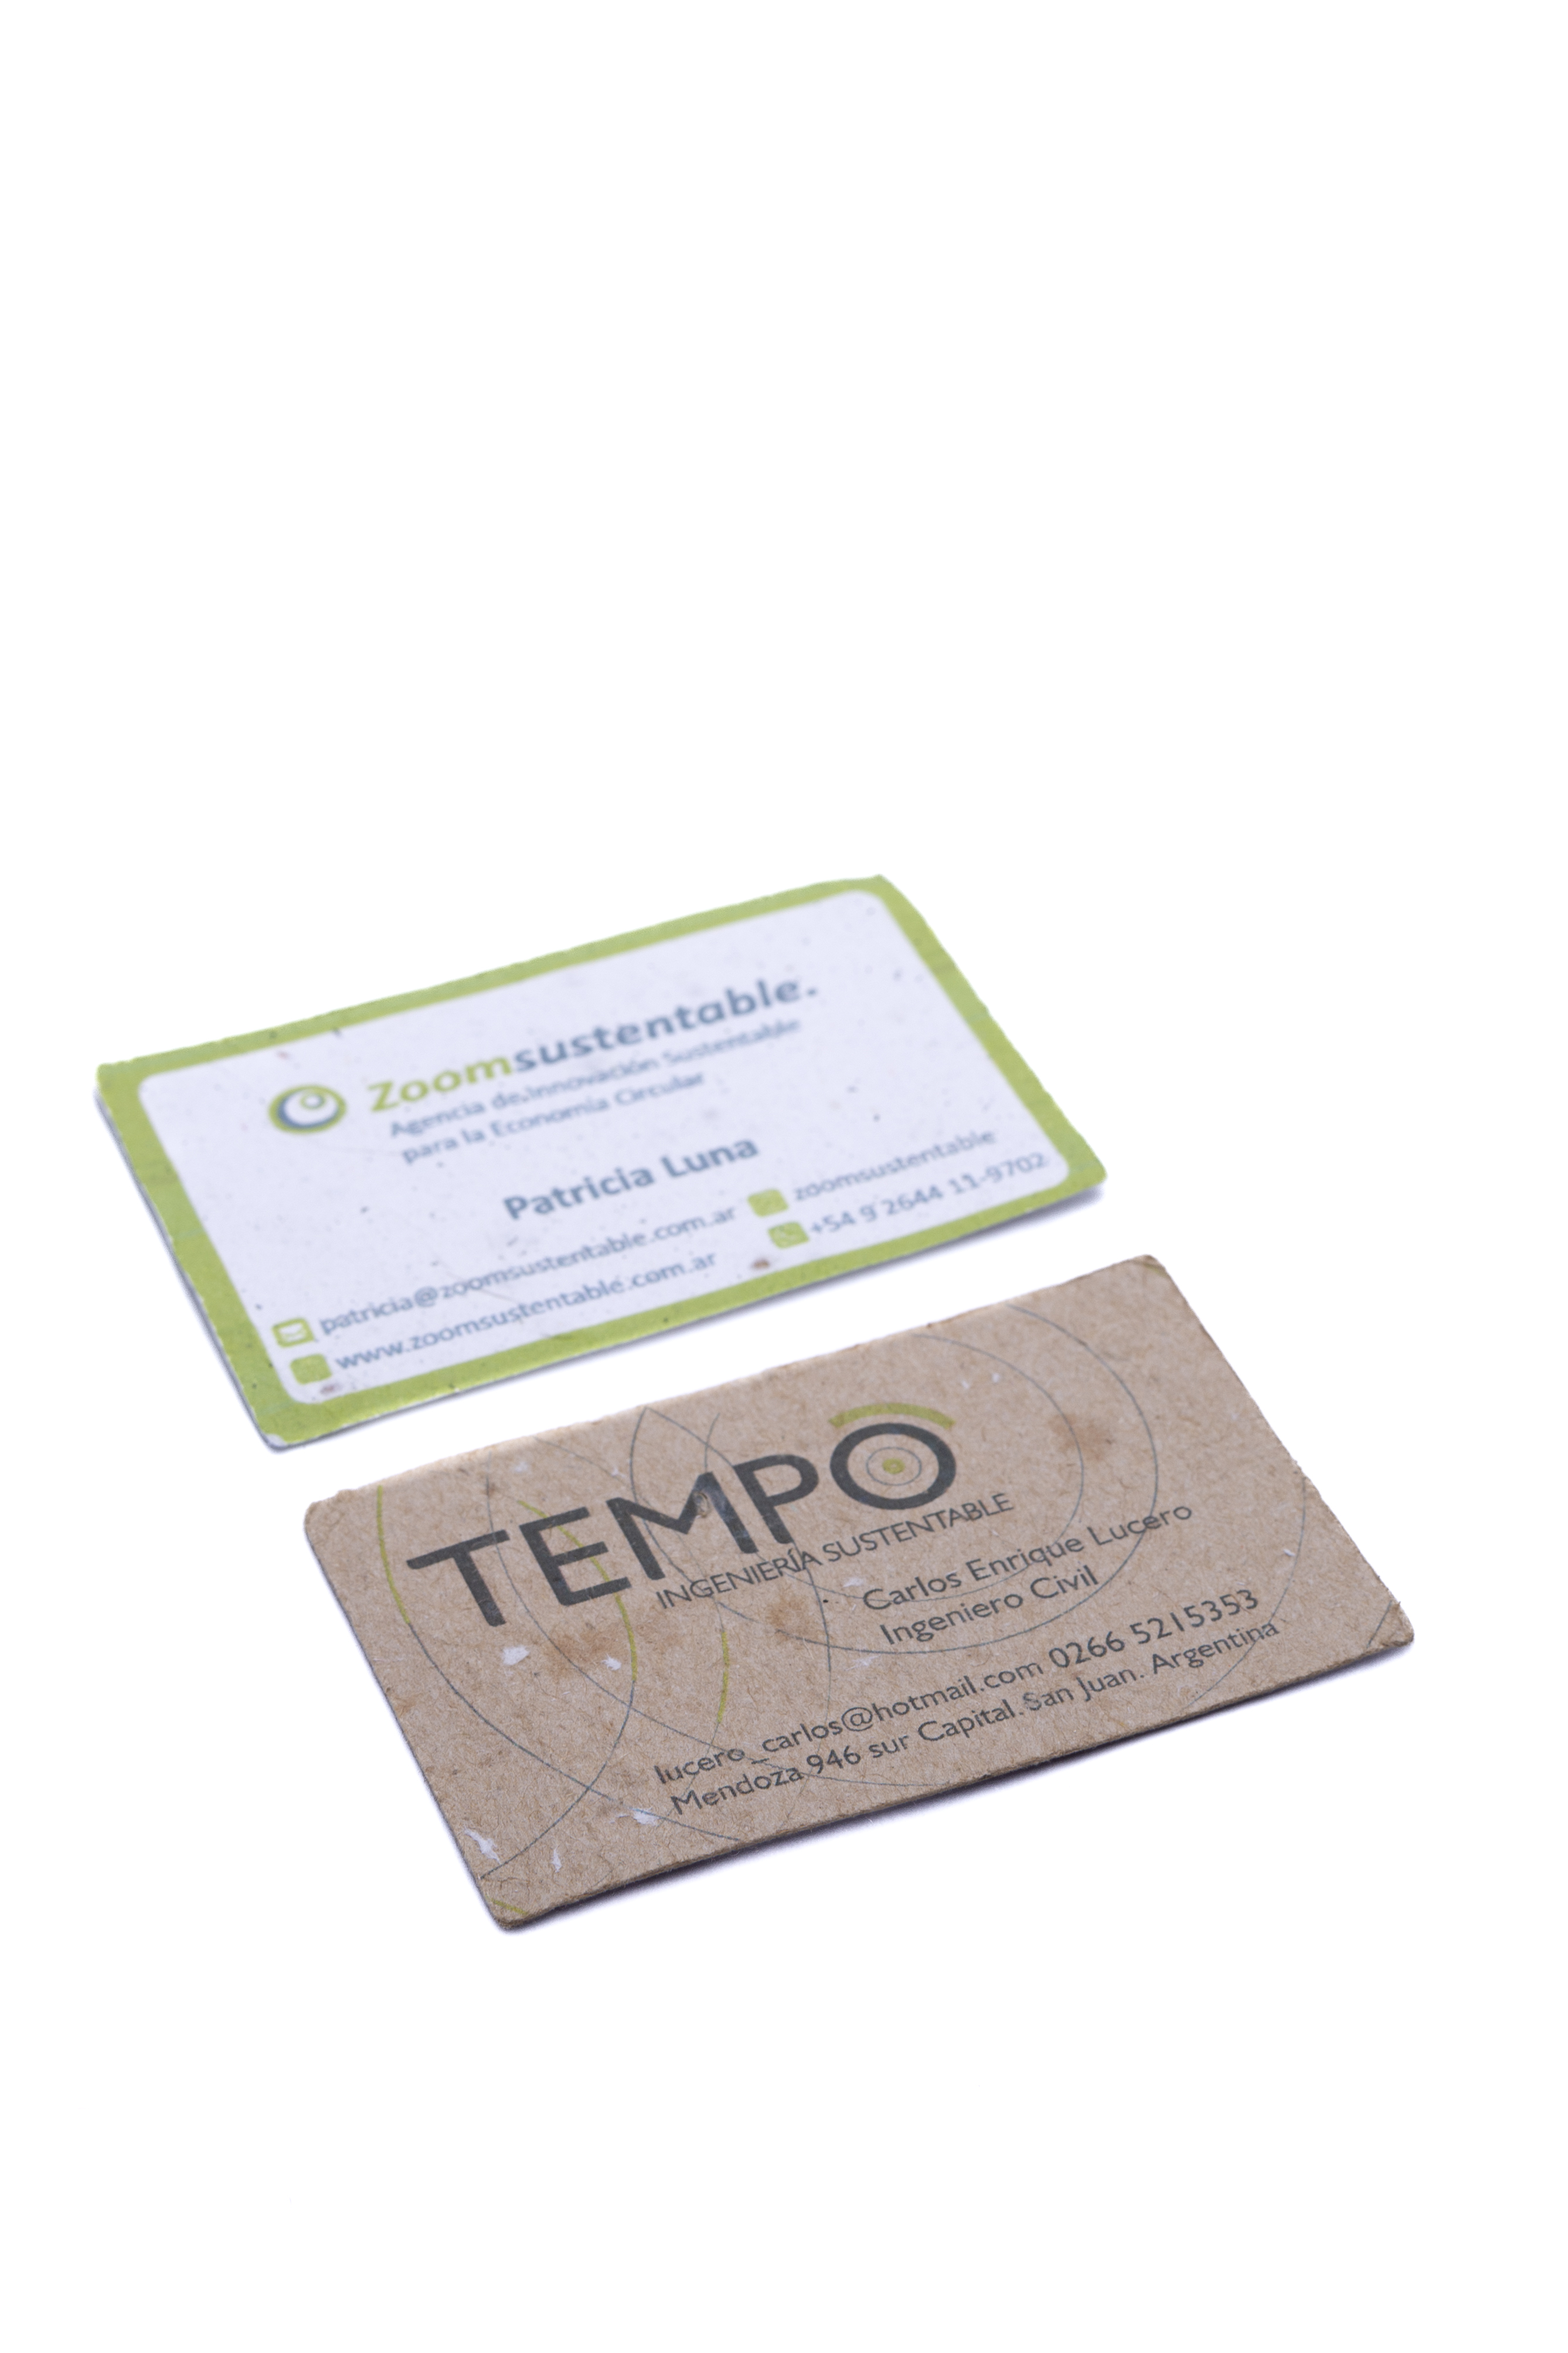 Zoomsustentable.
Agencia de Innovación Sustentable
para la Economía Circular
Patricia Luna
patricia@zoomsustentable.com.ar
www.zoomsustentable.com.ar
zoomsustentable
+54 9 2644 11-9702
TEMPO
INGENIERÍA SUSTENTABLE
Carlos Enrique Lucero
Ingeniero Civil
lucero_carlos@hotmail.com 0266 5215353
Mendoza 946 sur Capital. San Juan. Argentina